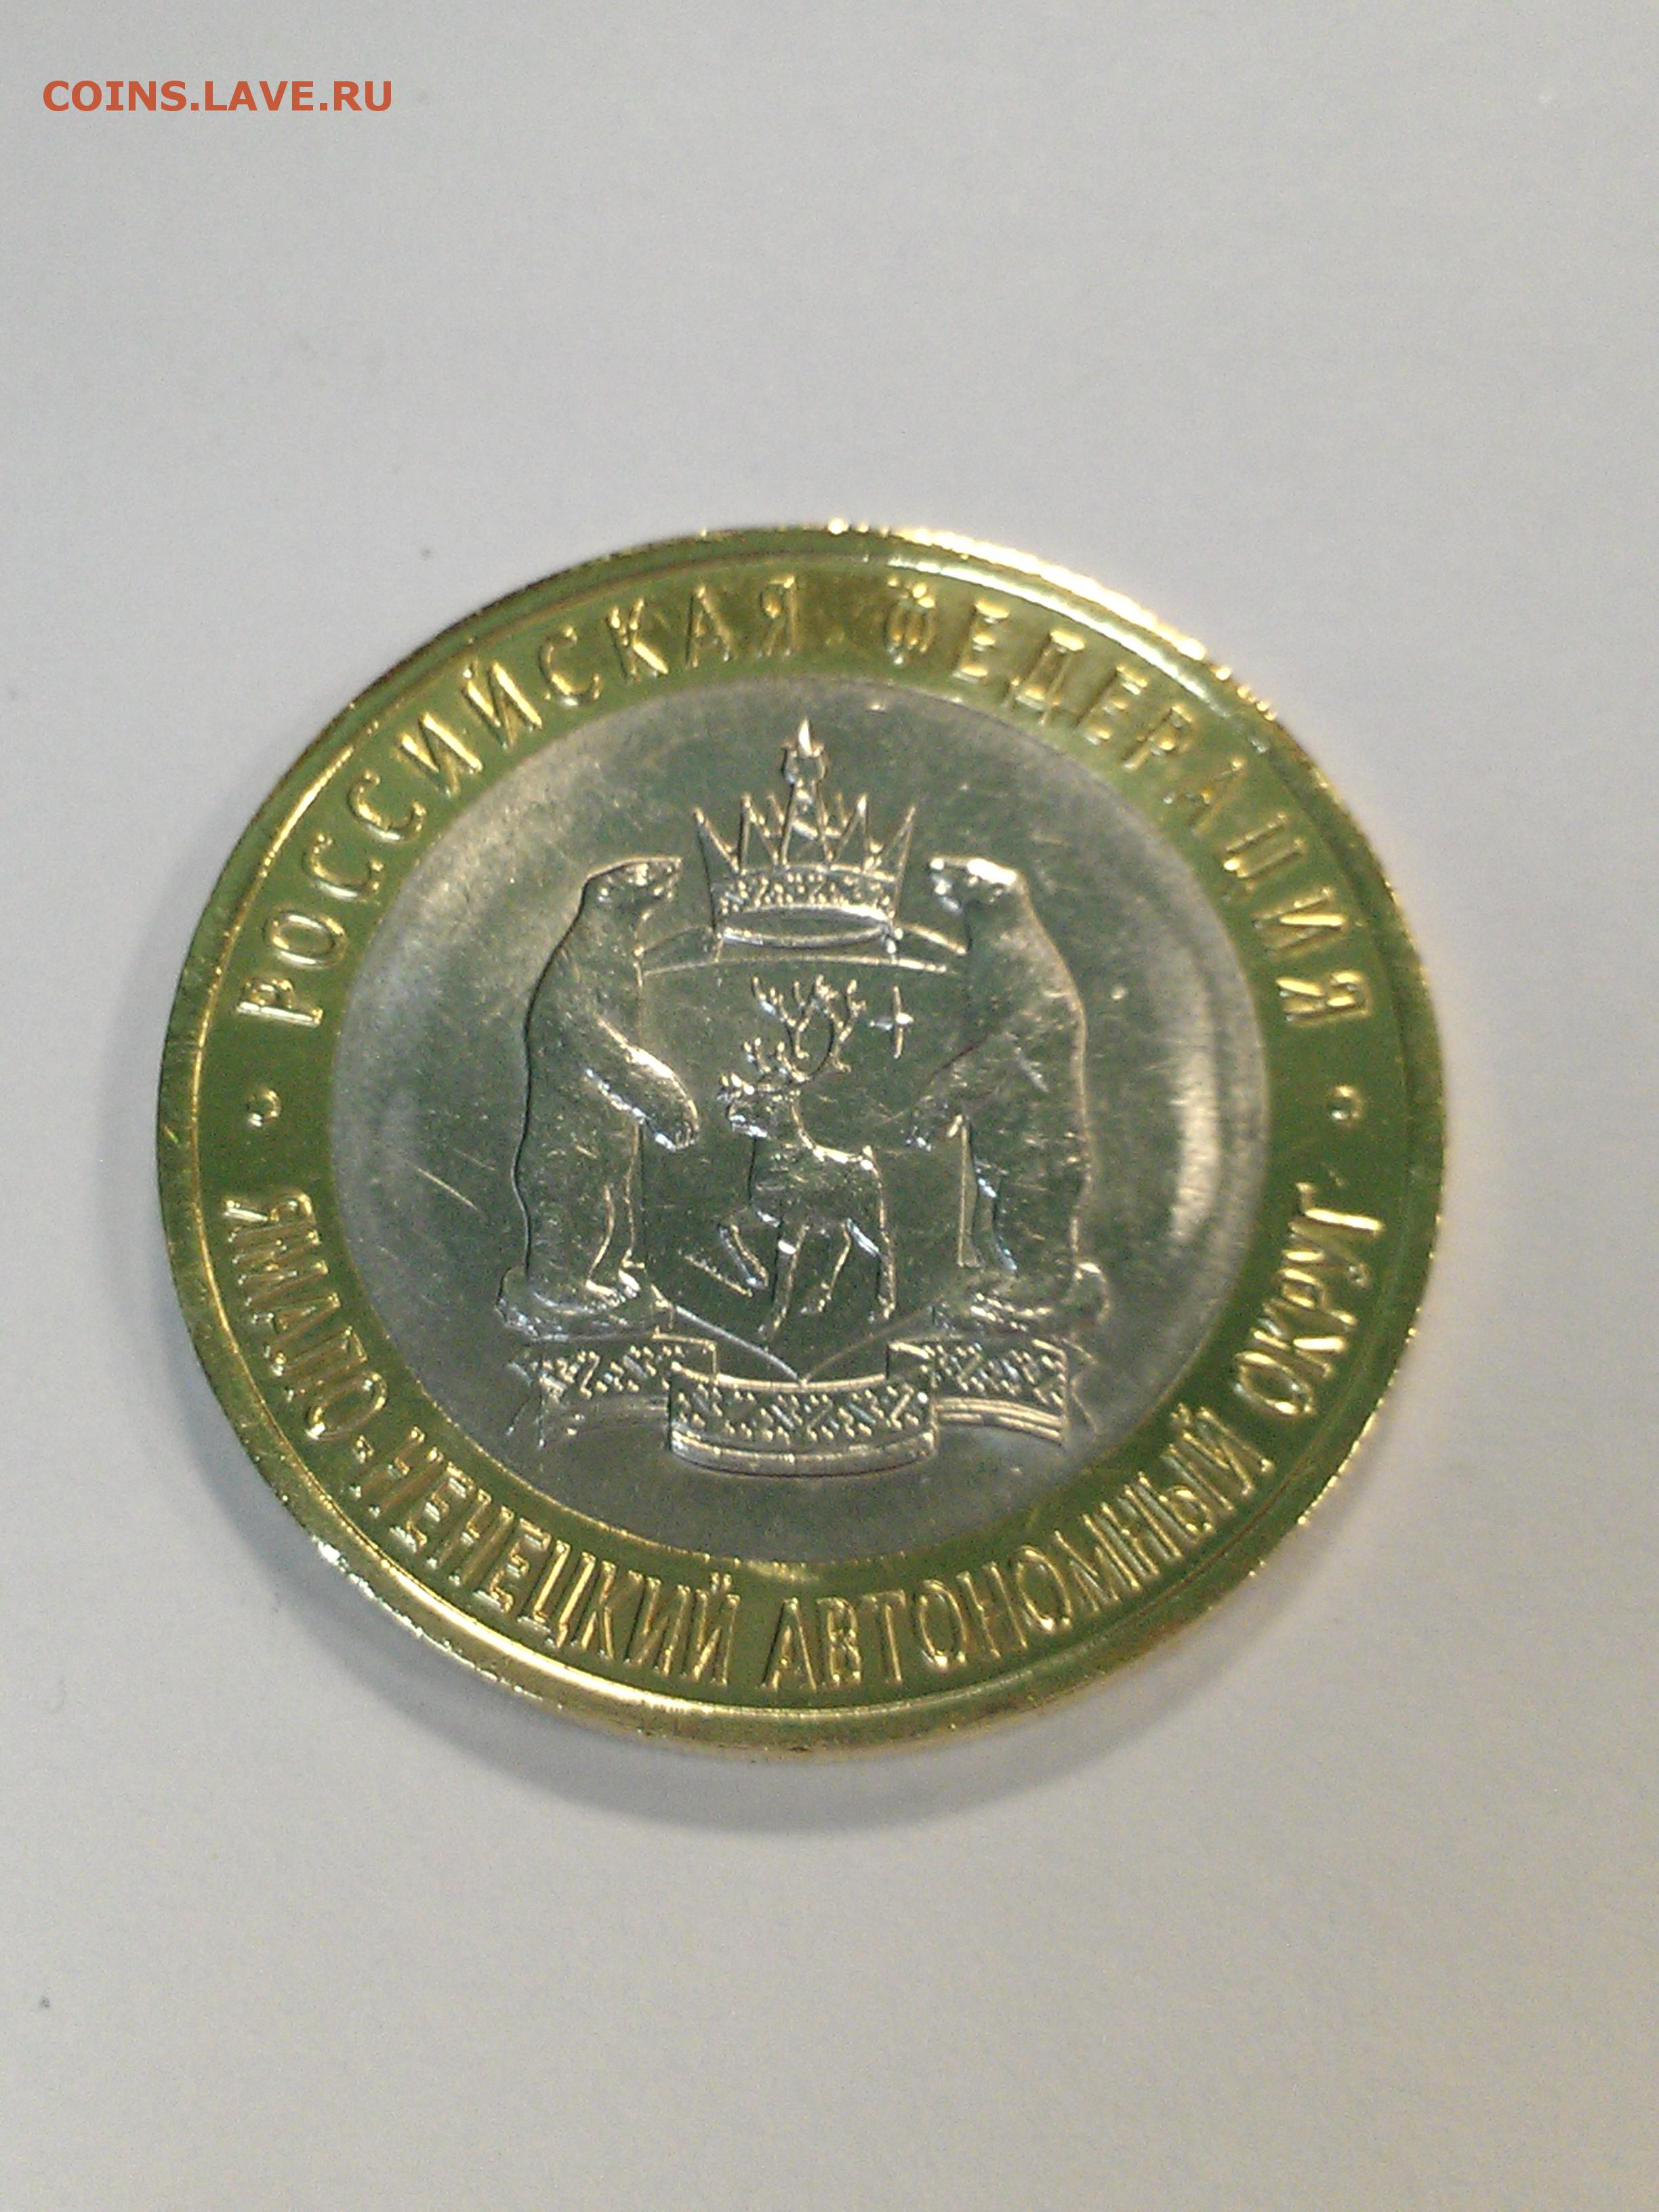 COINS.LAVE.RU
РОССИЙСКАЯ ФЕДЕРАЦИЯ
ЯМАЛО-НЕНЕЦКИЙ АВТОНОМНЫЙ ОКРУГ